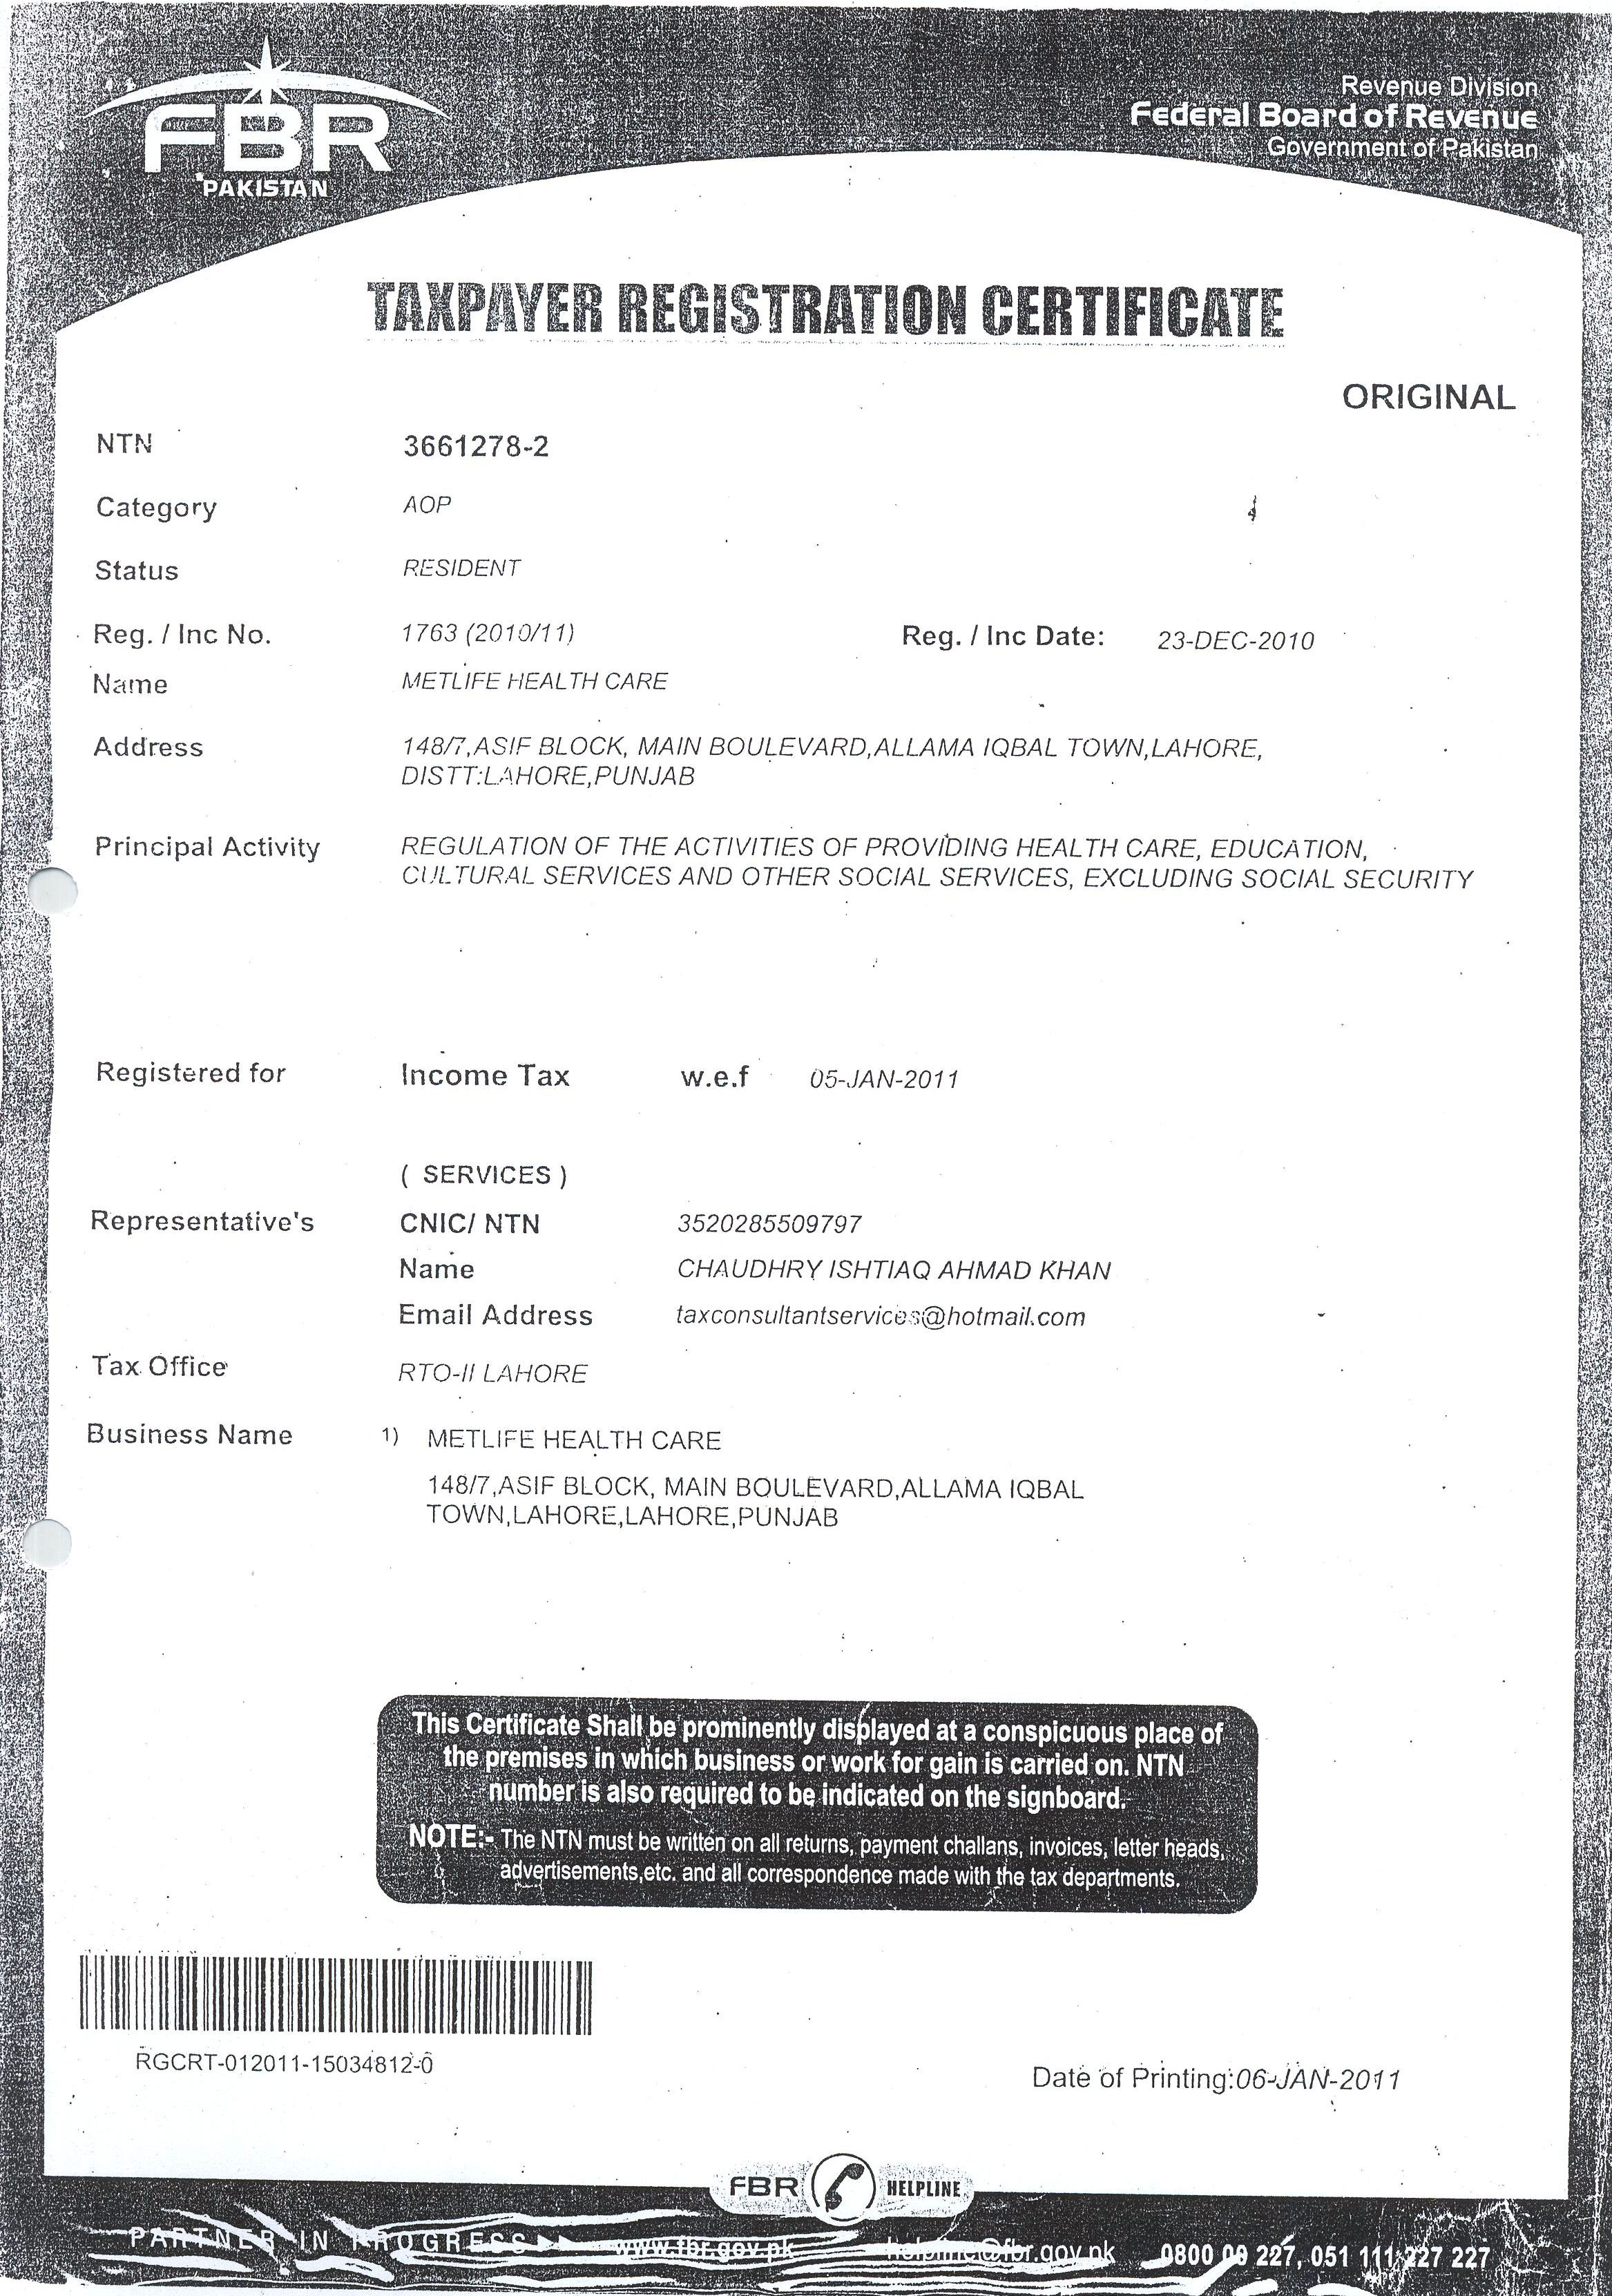 FBR
PAKISTAN
Revenue Division
Federal Board of Revenue
Government of Pakistan
TAXPAYER REGISTRATION CERTIFICATE
ORIGINAL
NTN 3661278-2
Category AOP
Status RESIDENT
Reg. / Inc No. 1763 (2010/11) Reg. / Inc Date: 23-DEC-2010
Name METLIFE HEALTH CARE
Address 148/7,ASIF BLOCK, MAIN BOULEVARD,ALLAMA IQBAL TOWN,LAHORE,
DISTT:LAHORE,PUNJAB
Principal Activity REGULATION OF THE ACTIVITIES OF PROVIDING HEALTH CARE, EDUCATION,
CULTURAL SERVICES AND OTHER SOCIAL SERVICES, EXCLUDING SOCIAL SECURITY
Registered for Income Tax w.e.f 05-JAN-2011
( SERVICES )
Representative's CNIC/ NTN 3520285509797
Name CHAUDHRY ISHTIAQ AHMAD KHAN
Email Address taxconsultantservices@hotmail.com
Tax Office RTO-II LAHORE
Business Name 1) METLIFE HEALTH CARE
148/7,ASIF BLOCK, MAIN BOULEVARD,ALLAMA IQBAL
TOWN,LAHORE,LAHORE,PUNJAB
This Certificate Shall be prominently displayed at a conspicuous place of
the premises in which business or work for gain is carried on. NTN
number is also required to be indicated on the signboard.
NOTE:- The NTN must be written on all returns, payment challans, invoices, letter heads,
advertisements,etc. and all correspondence made with the tax departments.
RGCRT-012011-15034812-0
Date of Printing:06-JAN-2011
FBR HELPLINE
PARTNER IN PROGRESS www.fbr.gov.pk helpline@fbr.gov.pk 0800 00 227, 051 111 227 227